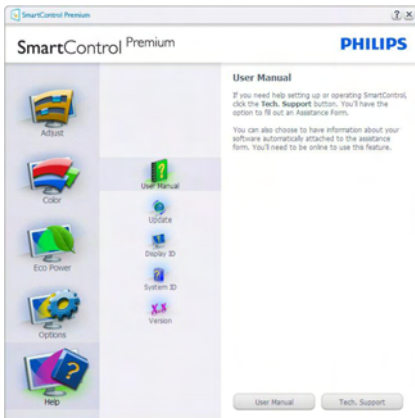 SmartControl Premium
SmartControl Premium
PHILIPS
Adjust
Color
Eco Power
Options
Help
User Manual
Update
Display ID
System ID
Version
User Manual
If you need help setting up or operating SmartControl,
click the Tech. Support button. You'll have the
option to fill out an Assistance Form.
You can also choose to have information about your
software automatically attached to the assistance
form. You'll need to be online to use this feature.
User Manual
Tech. Support